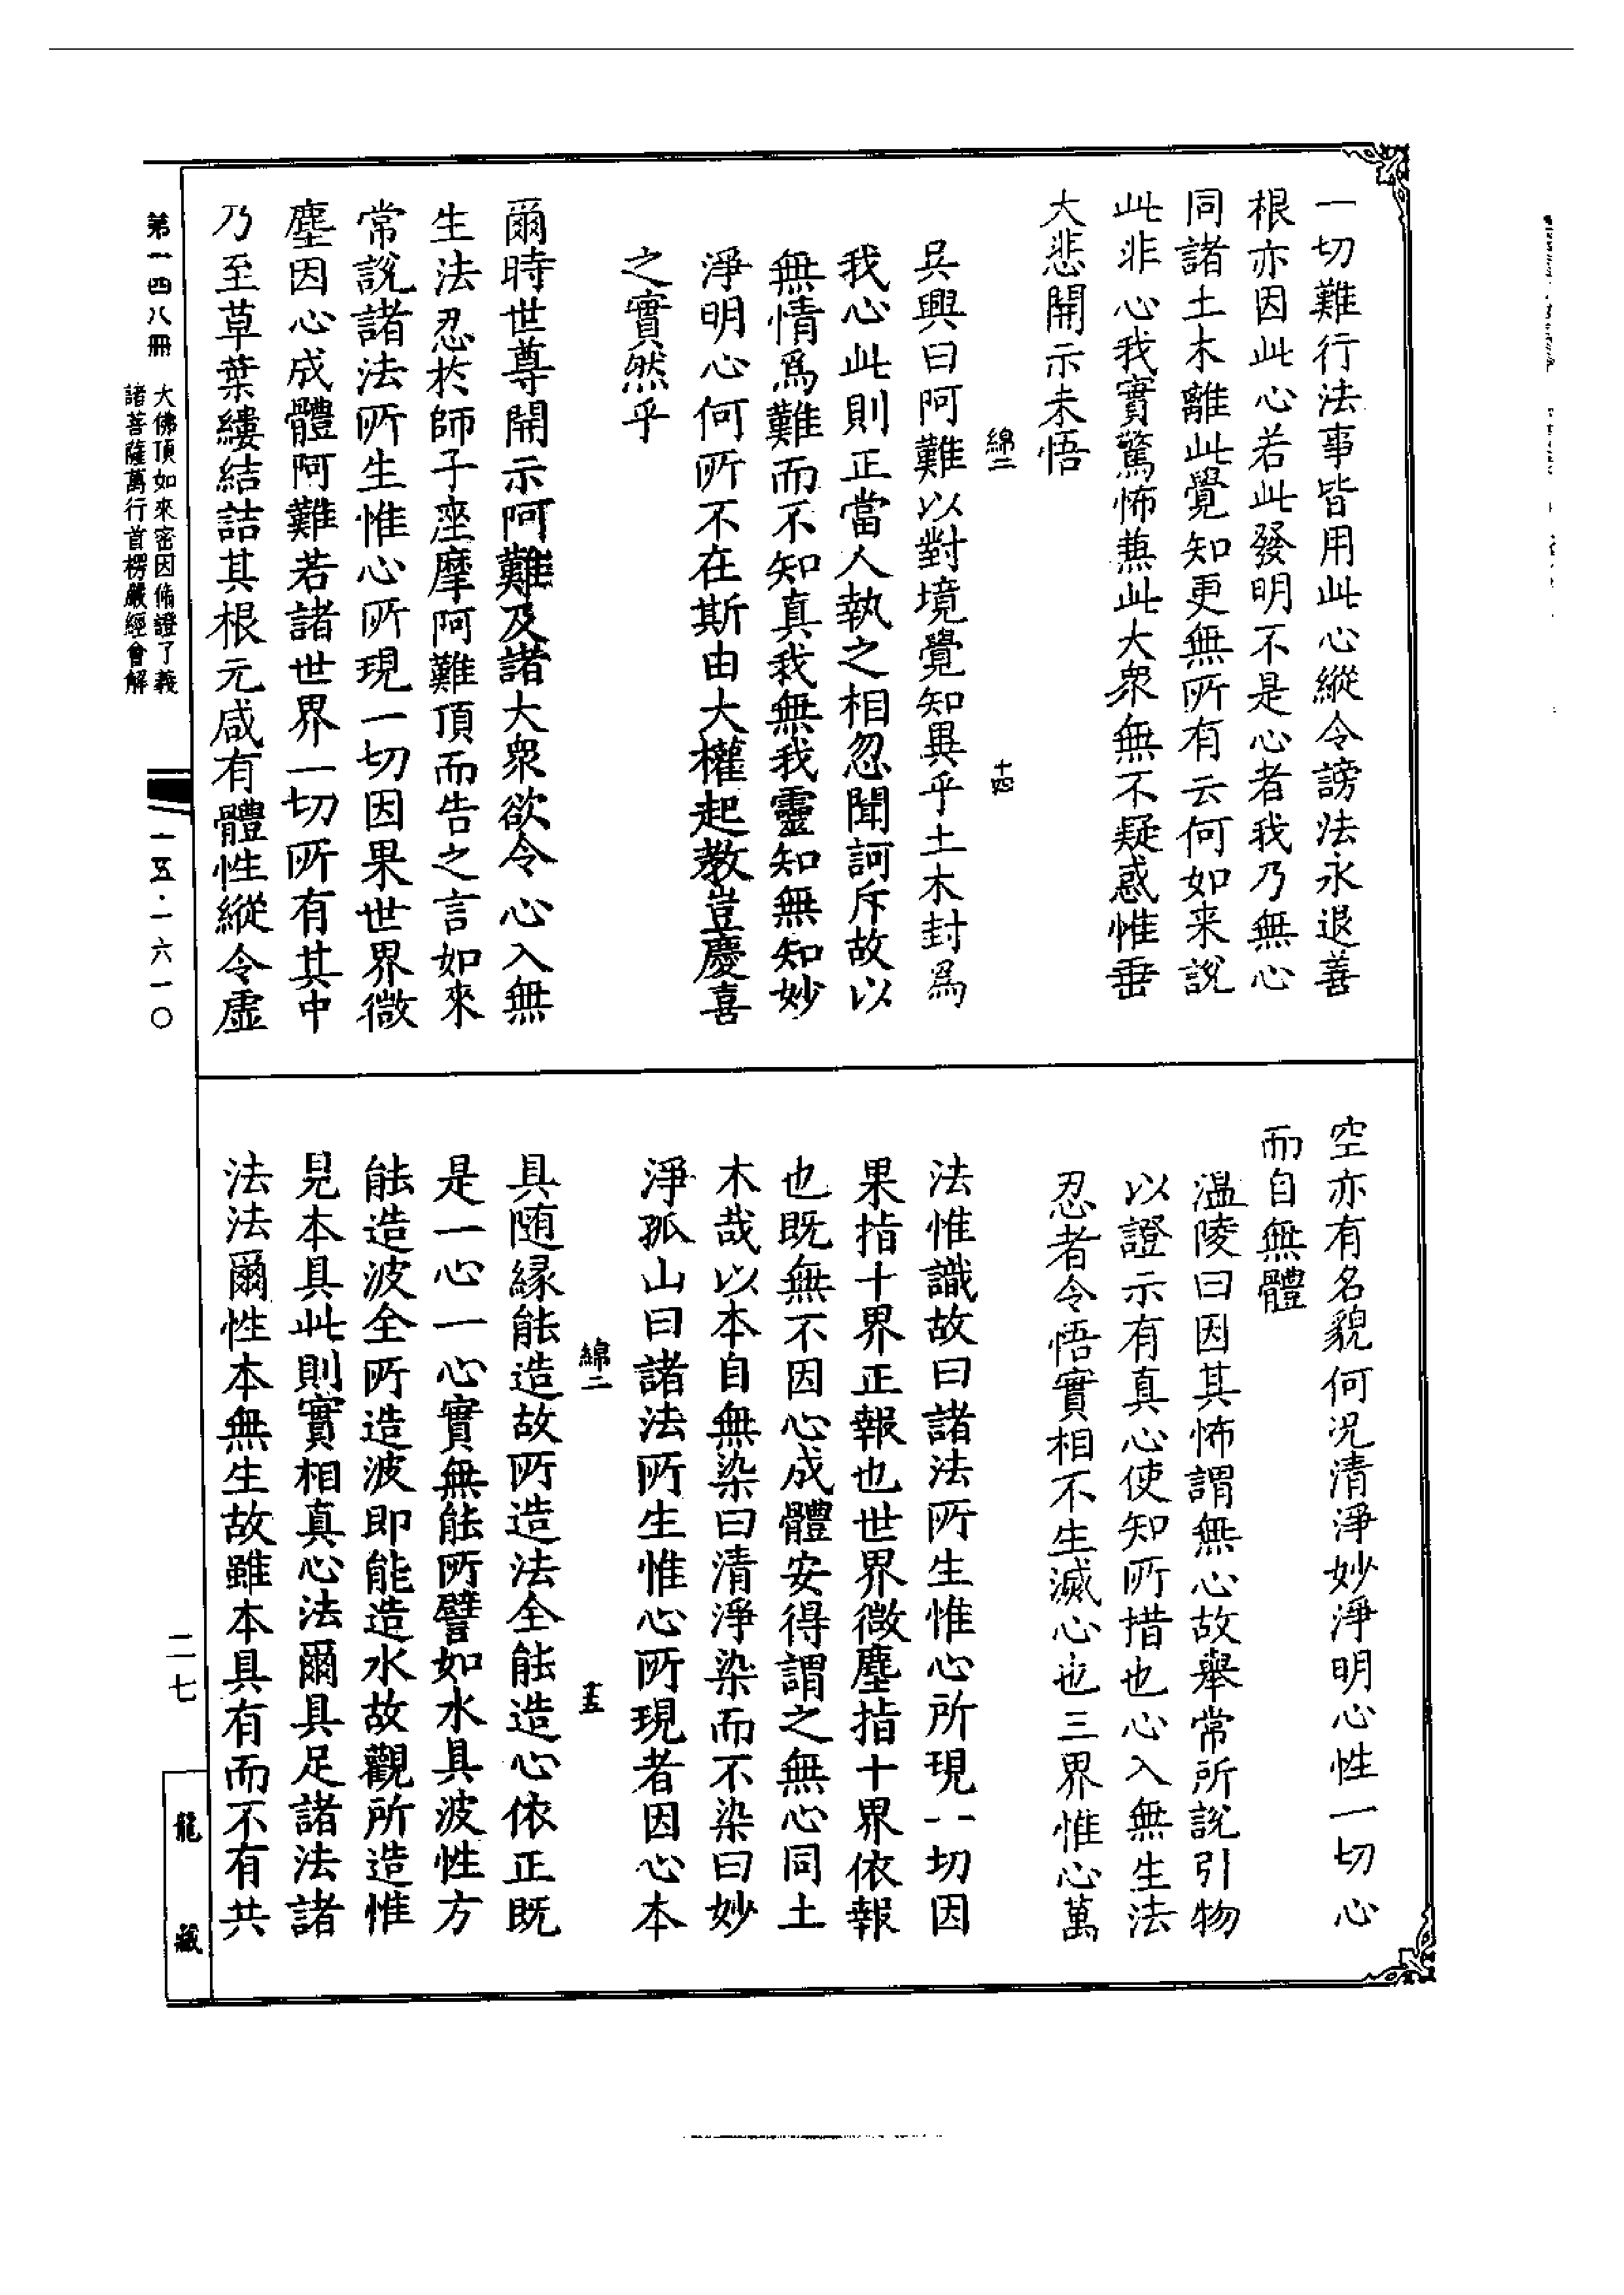 一切難行法事皆用此心縱令謗法永退善
根亦因此心若此發明不是心者我乃無心
同諸土木離此覺知更無所有云何如来說
此非心我實驚怖兼此大衆無不疑惑惟垂
大悲開示未悟
綿二 十四
吳興曰阿難以對境覺知異乎土木封爲
我心此則正當人執之相忽聞訶斥故以
無情爲難而不知真我無我靈知無知妙
淨明心何所不在斯由大權起教豈慶喜
之實然乎
爾時世尊開示阿難及諸大衆欲令心入無
生法忍於師子座摩阿難頂而告之言如來
常說諸法所生惟心所現一切因果世界微
塵因心成體阿難若諸世界一切所有其中
乃至草葉縷結詰其根元咸有體性縱令虛
空亦有名貌何况清淨妙淨明心性一切心
而自無體
溫陵曰因其怖謂無心故舉常所說引物
以證示有真心使知所措也心入無生法
忍者令悟實相不生滅心也三界惟心萬
法惟識故曰諸法所生惟心所現一切因
果指十界正報也世界微塵指十界依報
也既無不因心成體安得謂之無心同土
木哉以本自無染曰清淨染而不染曰妙
淨孤山曰諸法所生惟心所現者因心本
綿二 十五
具随縁能造故所造法全能造心依正既
是一心一心實無能所譬如水具波性方
能造波全所造波即能造水故觀所造惟
見本具此則實相真心法爾具足諸法諸
法法爾性本無生故雖本具有而不有共
第一四八冊
大佛頂如來密因脩證了義
諸菩薩萬行首楞嚴經會解
一五·一六一〇
二七
龍藏